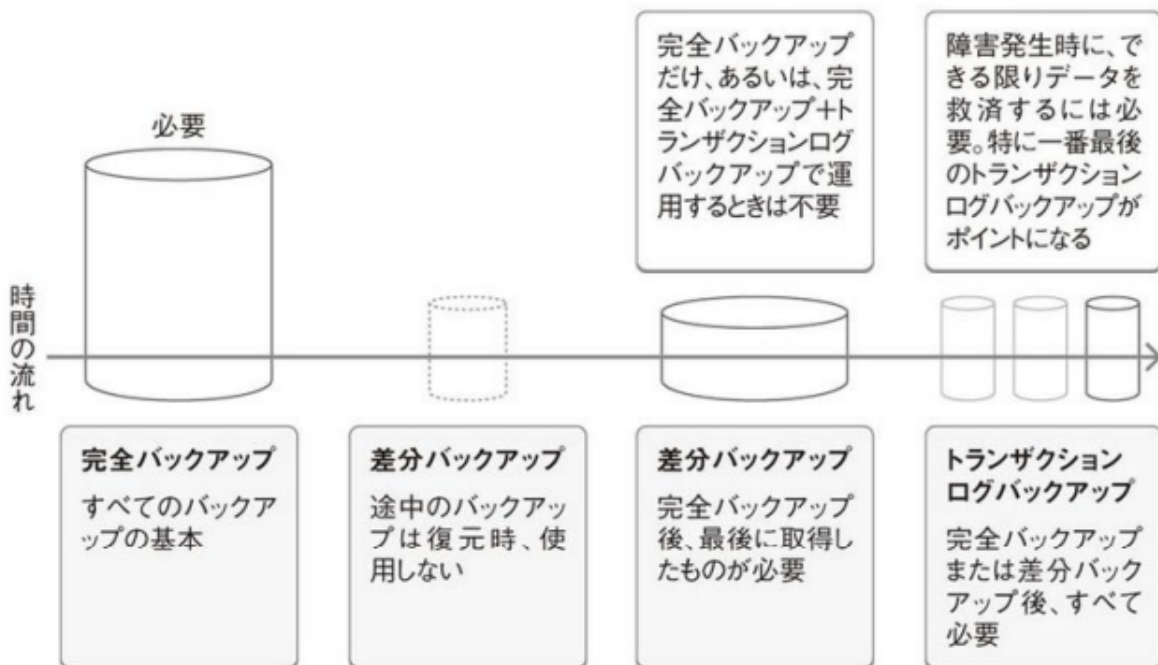 必要
完全バックアップ
だけ、あるいは、完
全バックアップ＋ト
ランザクションログ
バックアップで運
用するときは不要
障害発生時に、で
きる限りデータを
救済するには必
要。特に一番最後
のトランザクション
ログバックアップが
ポイントになる
時間の流れ
完全バックアップ
すべてのバックア
ップの基本
差分バックアップ
途中のバックアッ
プは復元時、使
用しない
差分バックアップ
完全バックアップ
後、最後に取得し
たものが必要
トランザクション
ログバックアップ
完全バックアップ
または差分バック
アップ後、すべて
必要